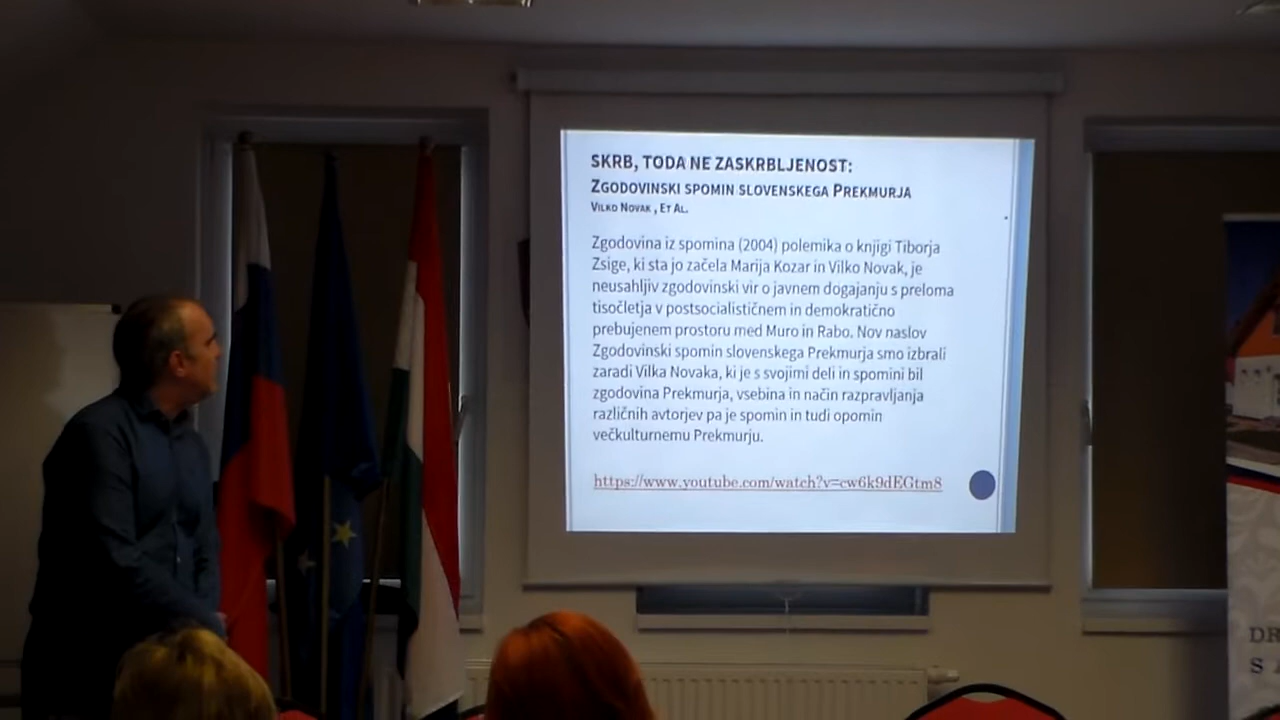 SKRB, TODA NE ZASKRBLJENOST:
ZGODOVINSKI SPOMIN SLOVENSKEGA PREKMURJA
VILKO NOVAK , ET AL.
Zgodovina iz spomina (2004) polemika o knjigi Tiborja
Zsige, ki sta jo začela Marija Kozar in Vilko Novak, je
neusahljiv zgodovinski vir o javnem dogajanju s preloma
tisočletja v postsocialističnem in demokratično
prebujenem prostoru med Muro in Rabo. Nov naslov
Zgodovinski spomin slovenskega Prekmurja smo izbrali
zaradi Vilka Novaka, ki je s svojimi deli in spomini bil
zgodovina Prekmurja, vsebina in način razpravljanja
različnih avtorjev pa je spomin in tudi opomin
večkulturnemu Prekmurju.
https://www.youtube.com/watch?v=cw6k9dEGtm8